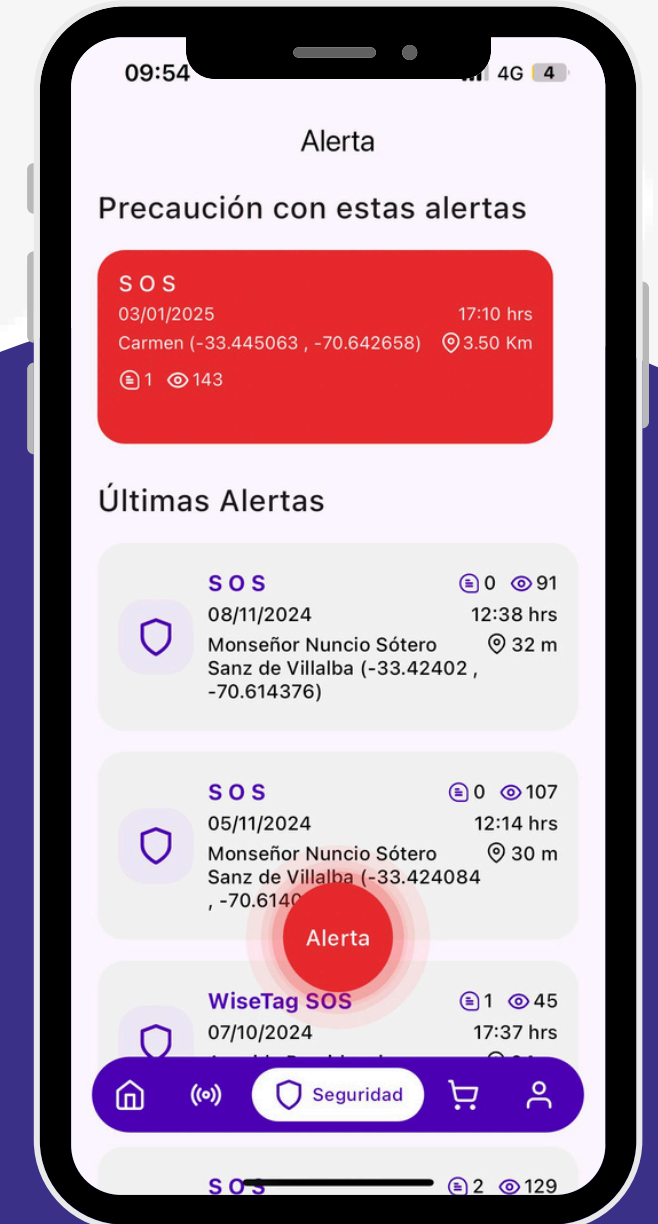 09:54
4G 4
Alerta
Precaución con estas alertas
S O S
03/01/2025 17:10 hrs
Carmen (-33.445063 , -70.642658) 3.50 Km
1 143
Últimas Alertas
S O S 0 91
08/11/2024 12:38 hrs
Monseñor Nuncio Sótero 32 m
Sanz de Villalba (-33.42402 ,
-70.614376)
S O S 0 107
05/11/2024 12:14 hrs
Monseñor Nuncio Sótero 30 m
Sanz de Villalba (-33.424084
, -70.6140
Alerta
WiseTag SOS 1 45
07/10/2024 17:37 hrs
Seguridad
S O S 2 129